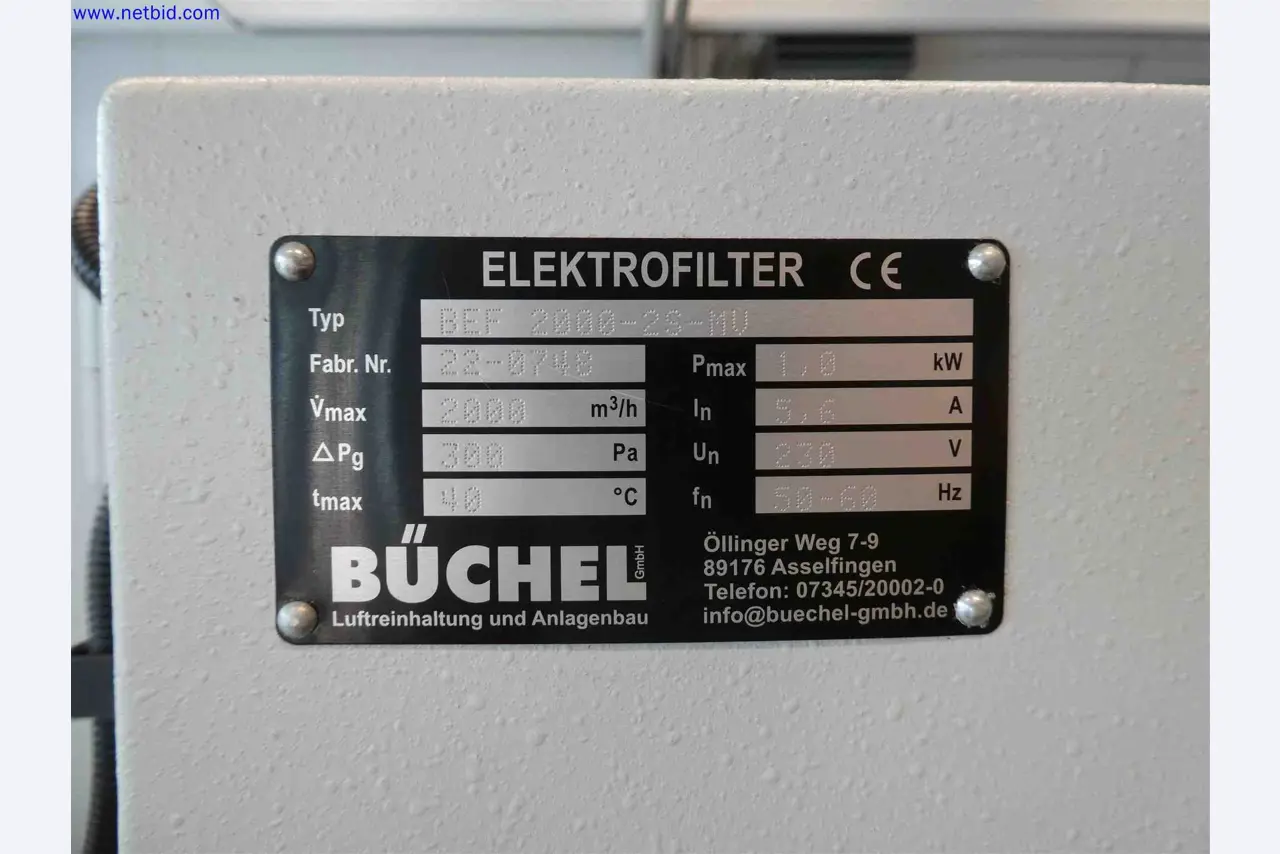 www.netbid.com
ELEKTROFILTER CE
Typ BEF 2000-2S-MV
Fabr. Nr. 22-0748
V̇max 2000 m³/h
△Pg 300 Pa
tmax 40 °C
Pmax 1,0 kW
In 5,6 A
Un 230 V
fn 50-60 Hz
BÜCHEL GmbH
Luftreinhaltung und Anlagenbau
Öllinger Weg 7-9
89176 Asselfingen
Telefon: 07345/20002-0
info@buechel-gmbh.de